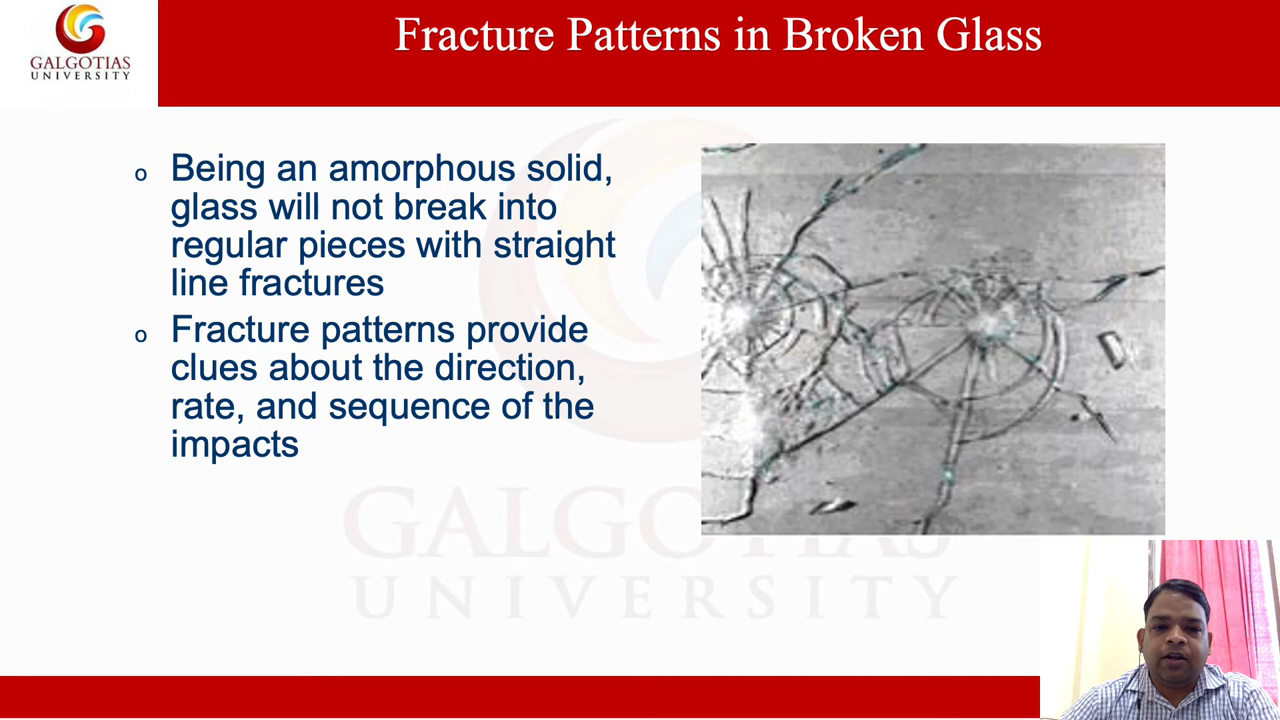 GALGOTIAS
UNIVERSITY
Fracture Patterns in Broken Glass
o Being an amorphous solid,
glass will not break into
regular pieces with straight
line fractures
o Fracture patterns provide
clues about the direction,
rate, and sequence of the
impacts
GALGOTIAS
UNIVERSITY